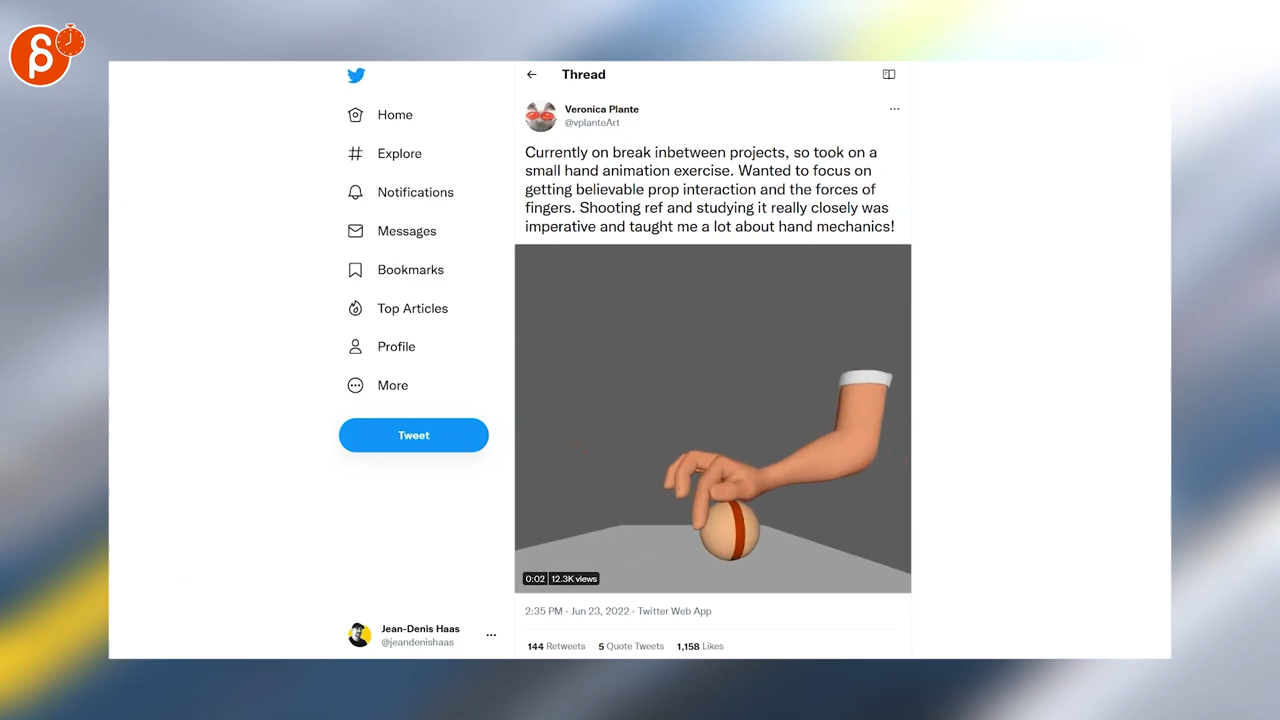 Thread
Veronica Plante
@vplanteArt
Currently on break inbetween projects, so took on a
small hand animation exercise. Wanted to focus on
getting believable prop interaction and the forces of
fingers. Shooting ref and studying it really closely was
imperative and taught me a lot about hand mechanics!
0:02 12.3K views
2:35 PM · Jun 23, 2022 · Twitter Web App
144 Retweets 5 Quote Tweets 1,158 Likes
Home
Explore
Notifications
Messages
Bookmarks
Top Articles
Profile
More
Tweet
Jean-Denis Haas
@jeandenishaas